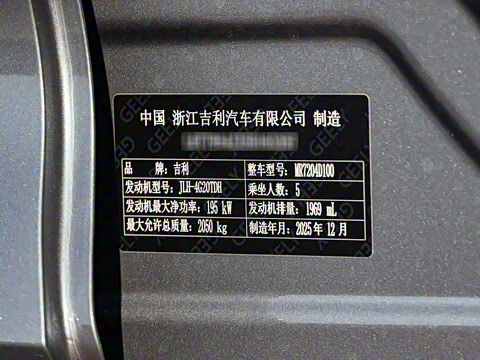 中国 浙江吉利汽车有限公司 制造
品 牌：吉利 整车型号：MR7204D100
发动机型号：JLH-4G20TDH 乘坐人数：5
发动机最大净功率：195 kW 发动机排量：1969 mL
最大允许总质量：2050 kg 制造年月：2025 年 12 月